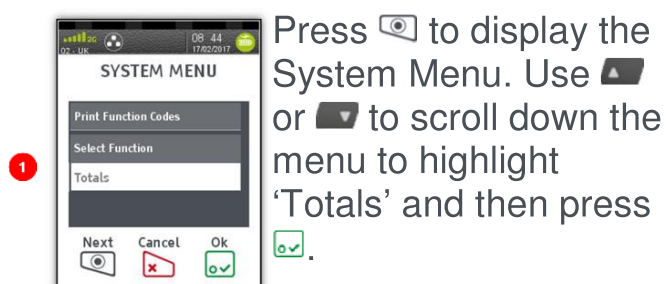 2G
02 - UK
08 44
17/02/2017
SYSTEM MENU
Print Function Codes
Select Function
Totals
Next Cancel Ok
1
Press to display the
System Menu. Use
or to scroll down the
menu to highlight
‘Totals’ and then press
.